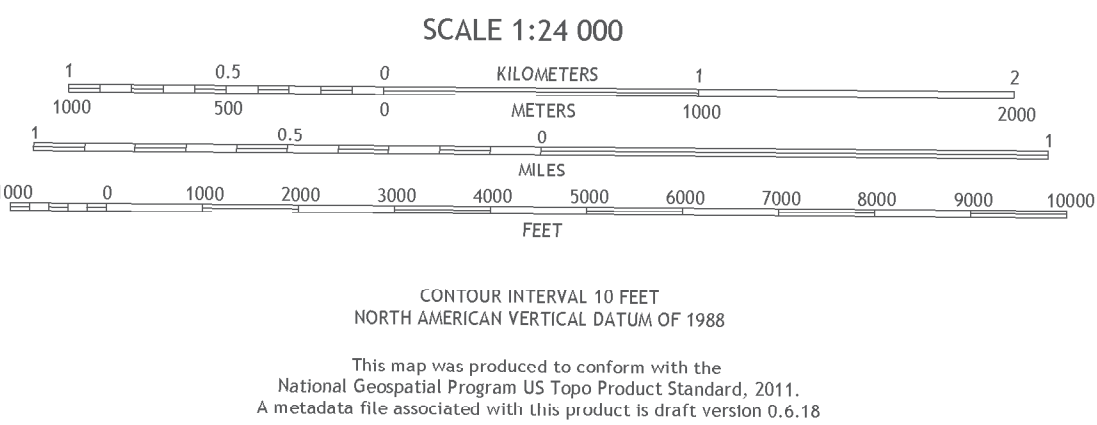 SCALE 1:24 000
1 0.5 0 KILOMETERS 1 2
1000 500 0 METERS 1000 2000
1 0.5 0 1
MILES
1000 0 1000 2000 3000 4000 5000 6000 7000 8000 9000 10000
FEET
CONTOUR INTERVAL 10 FEET
NORTH AMERICAN VERTICAL DATUM OF 1988
This map was produced to conform with the
National Geospatial Program US Topo Product Standard, 2011.
A metadata file associated with this product is draft version 0.6.18